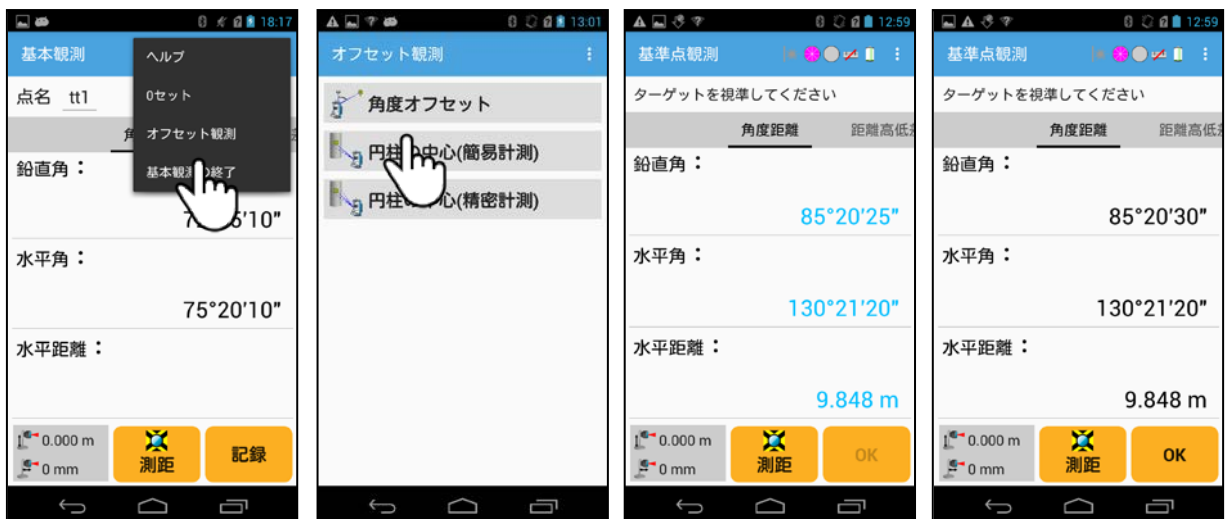 18:17
基本観測
ヘルプ
点名 tt1
0セット
オフセット観測
基本観測の終了
鉛直角：
水平角：
75°20'10"
水平距離：
0.000 m
0 mm
測距
記録
13:01
オフセット観測
角度オフセット
円柱の中心(簡易計測)
円柱の中心(精密計測)
12:59
基準点観測
ターゲットを視準してください
角度距離 距離高低
鉛直角：
85°20'25"
水平角：
130°21'20"
水平距離：
9.848 m
0.000 m
0 mm
測距
OK
12:59
基準点観測
ターゲットを視準してください
角度距離 距離高低
鉛直角：
85°20'30"
水平角：
130°21'20"
水平距離：
9.848 m
0.000 m
0 mm
測距
OK